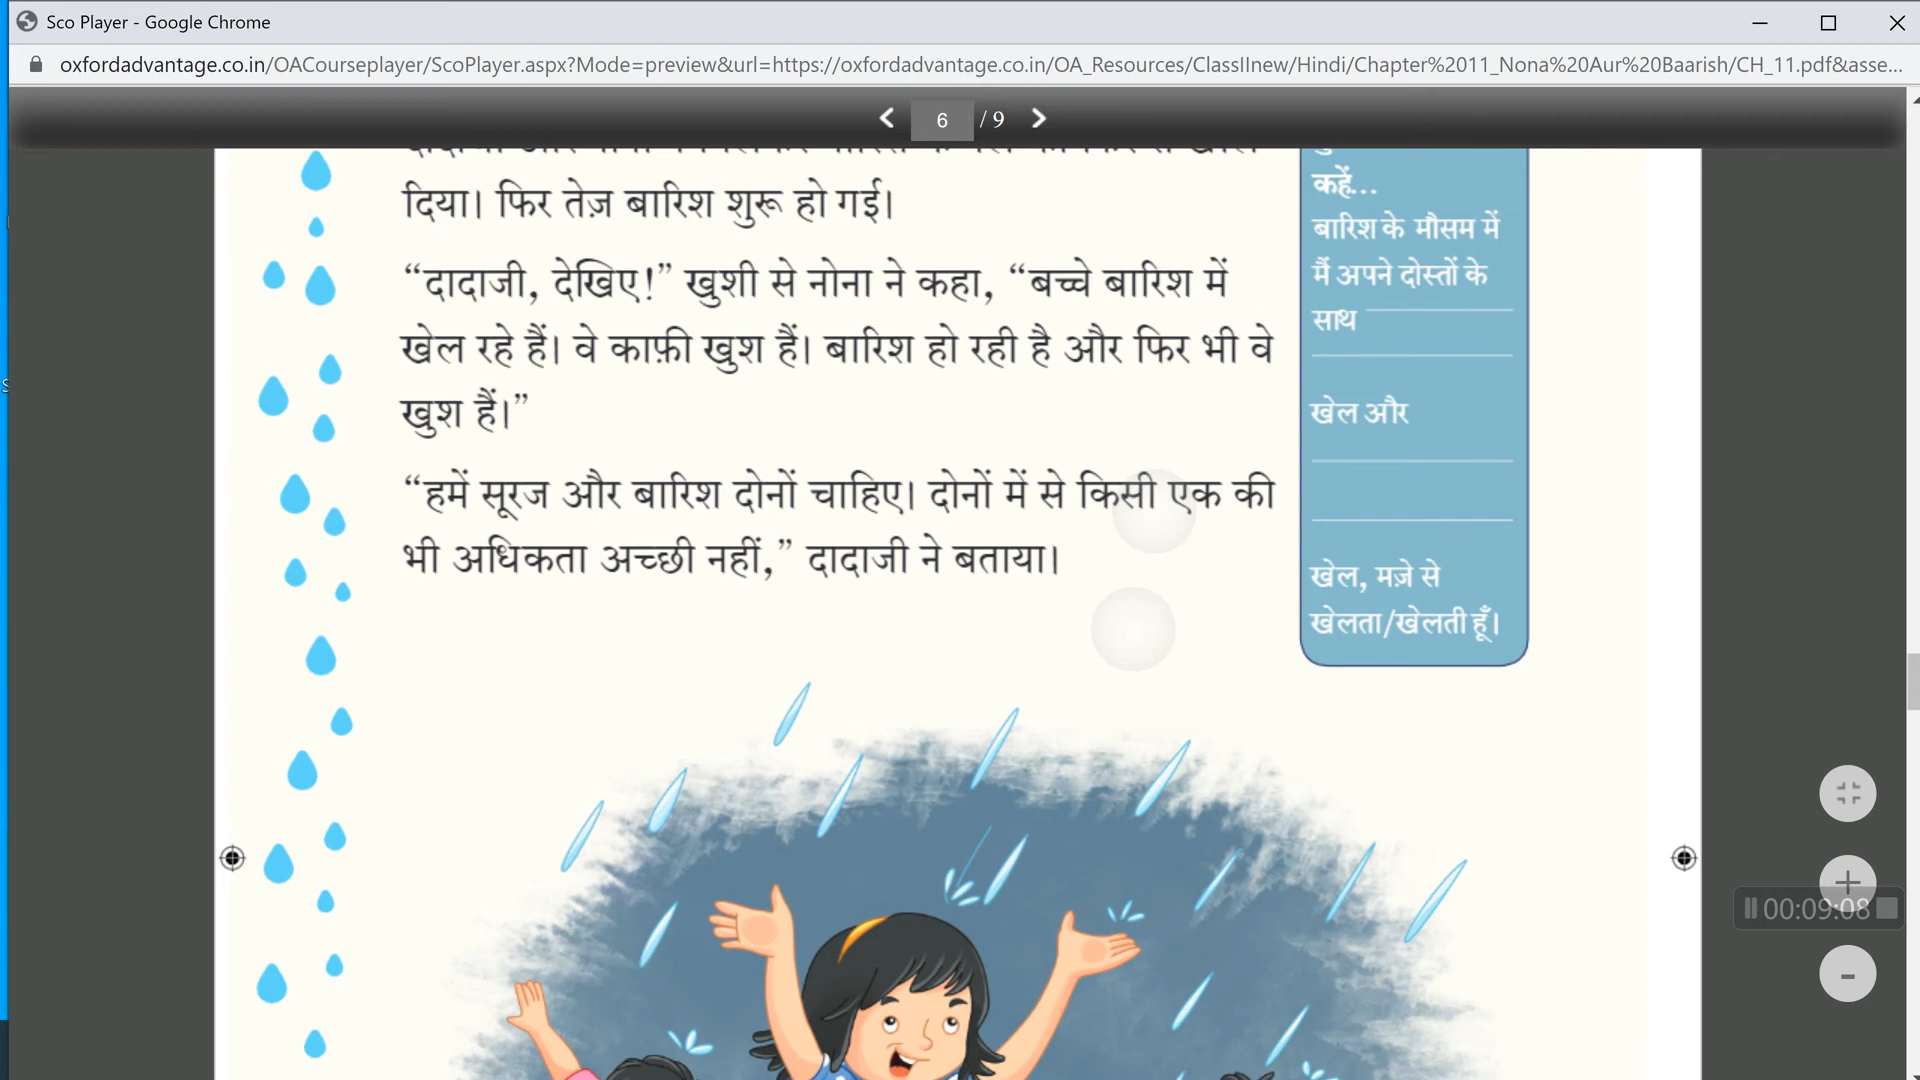 Sco Player - Google Chrome
oxfordadvantage.co.in/OACourseplayer/ScoPlayer.aspx?Mode=preview&url=https://oxfordadvantage.co.in/OA_Resources/ClassIInew/Hindi/Chapter%2011_Nona%20Aur%20Baarish/CH_11.pdf&asse...
6 / 9
दिया। फिर तेज़ बारिश शुरू हो गई।
“दादाजी, देखिए!” खुशी से नोना ने कहा, “बच्चे बारिश में
खेल रहे हैं। वे काफ़ी खुश हैं। बारिश हो रही है और फिर भी वे
खुश हैं।”
“हमें सूरज और बारिश दोनों चाहिए। दोनों में से किसी एक की
भी अधिकता अच्छी नहीं,” दादाजी ने बताया।
कहें...
बारिश के मौसम में
मैं अपने दोस्तों के
साथ
खेल और
खेल, मज़े से
खेलता/खेलती हूँ।
00:09:08